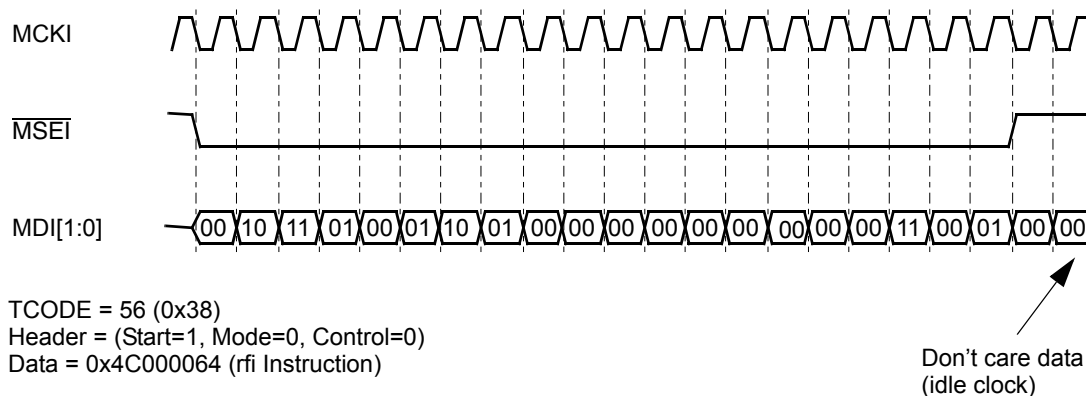 MCKI
MSEI
MDI[1:0] 00 10 11 01 00 01 10 01 00 00 00 00 00 00 00 00 00 11 00 01 00 00
TCODE = 56 (0x38)
Header = (Start=1, Mode=0, Control=0)
Data = 0x4C000064 (rfi Instruction)
Don’t care data
(idle clock)